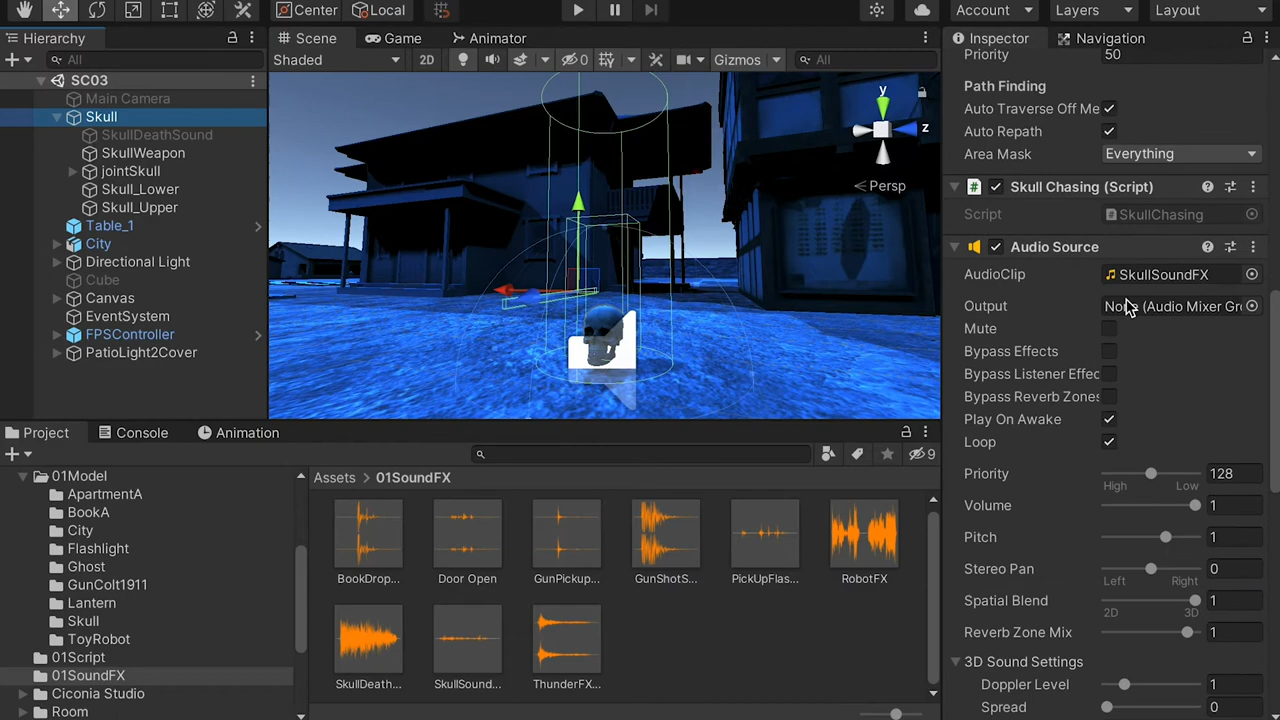 Center
Local
Account
Layers
Layout
Hierarchy
Scene
Game
Animator
Inspector
Navigation
All
Shaded
2D
0
Gizmos
All
SC03
Main Camera
Skull
SkullDeathSound
SkullWeapon
jointSkull
Skull_Lower
Skull_Upper
Table_1
City
Directional Light
Cube
Canvas
EventSystem
FPSController
PatioLight2Cover
y
z
Persp
Priority
50
Path Finding
Auto Traverse Off Me
Auto Repath
Area Mask
Everything
Skull Chasing (Script)
Script
SkullChasing
Audio Source
AudioClip
SkullSoundFX
Output
None (Audio Mixer Gr
Mute
Bypass Effects
Bypass Listener Effec
Bypass Reverb Zones
Play On Awake
Loop
Priority
128
High
Low
Volume
1
Pitch
1
Stereo Pan
0
Left
Right
Spatial Blend
1
2D
3D
Reverb Zone Mix
1
3D Sound Settings
Doppler Level
1
Spread
0
Project
Console
Animation
9
01Model
ApartmentA
BookA
City
Flashlight
Ghost
GunColt1911
Lantern
Skull
ToyRobot
01Script
01SoundFX
Ciconia Studio
Room
Assets
01SoundFX
BookDrop...
Door Open
GunPickup...
GunShotS...
PickUpFlas...
RobotFX
SkullDeath...
SkullSound...
ThunderFX...